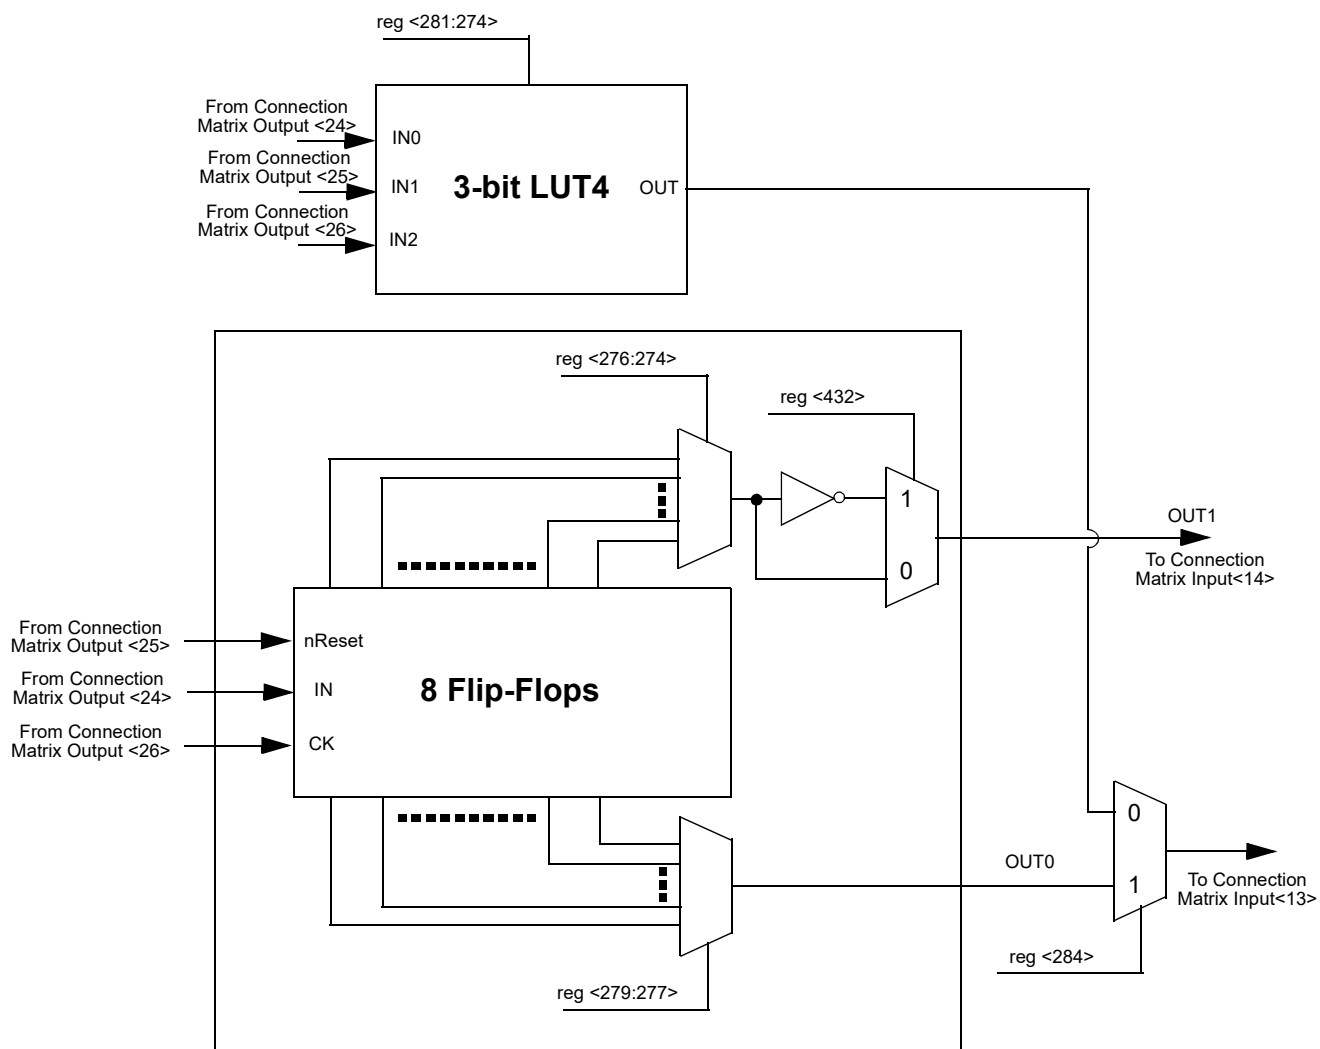 reg <281:274>
From Connection
Matrix Output <24>
IN0
From Connection
Matrix Output <25>
IN1
3-bit LUT4
OUT
From Connection
Matrix Output <26>
IN2
reg <276:274>
reg <432>
1
OUT1
0
To Connection
Matrix Input<14>
From Connection
Matrix Output <25>
nReset
From Connection
Matrix Output <24>
IN
8 Flip-Flops
From Connection
Matrix Output <26>
CK
0
OUT0
1
To Connection
Matrix Input<13>
reg <284>
reg <279:277>